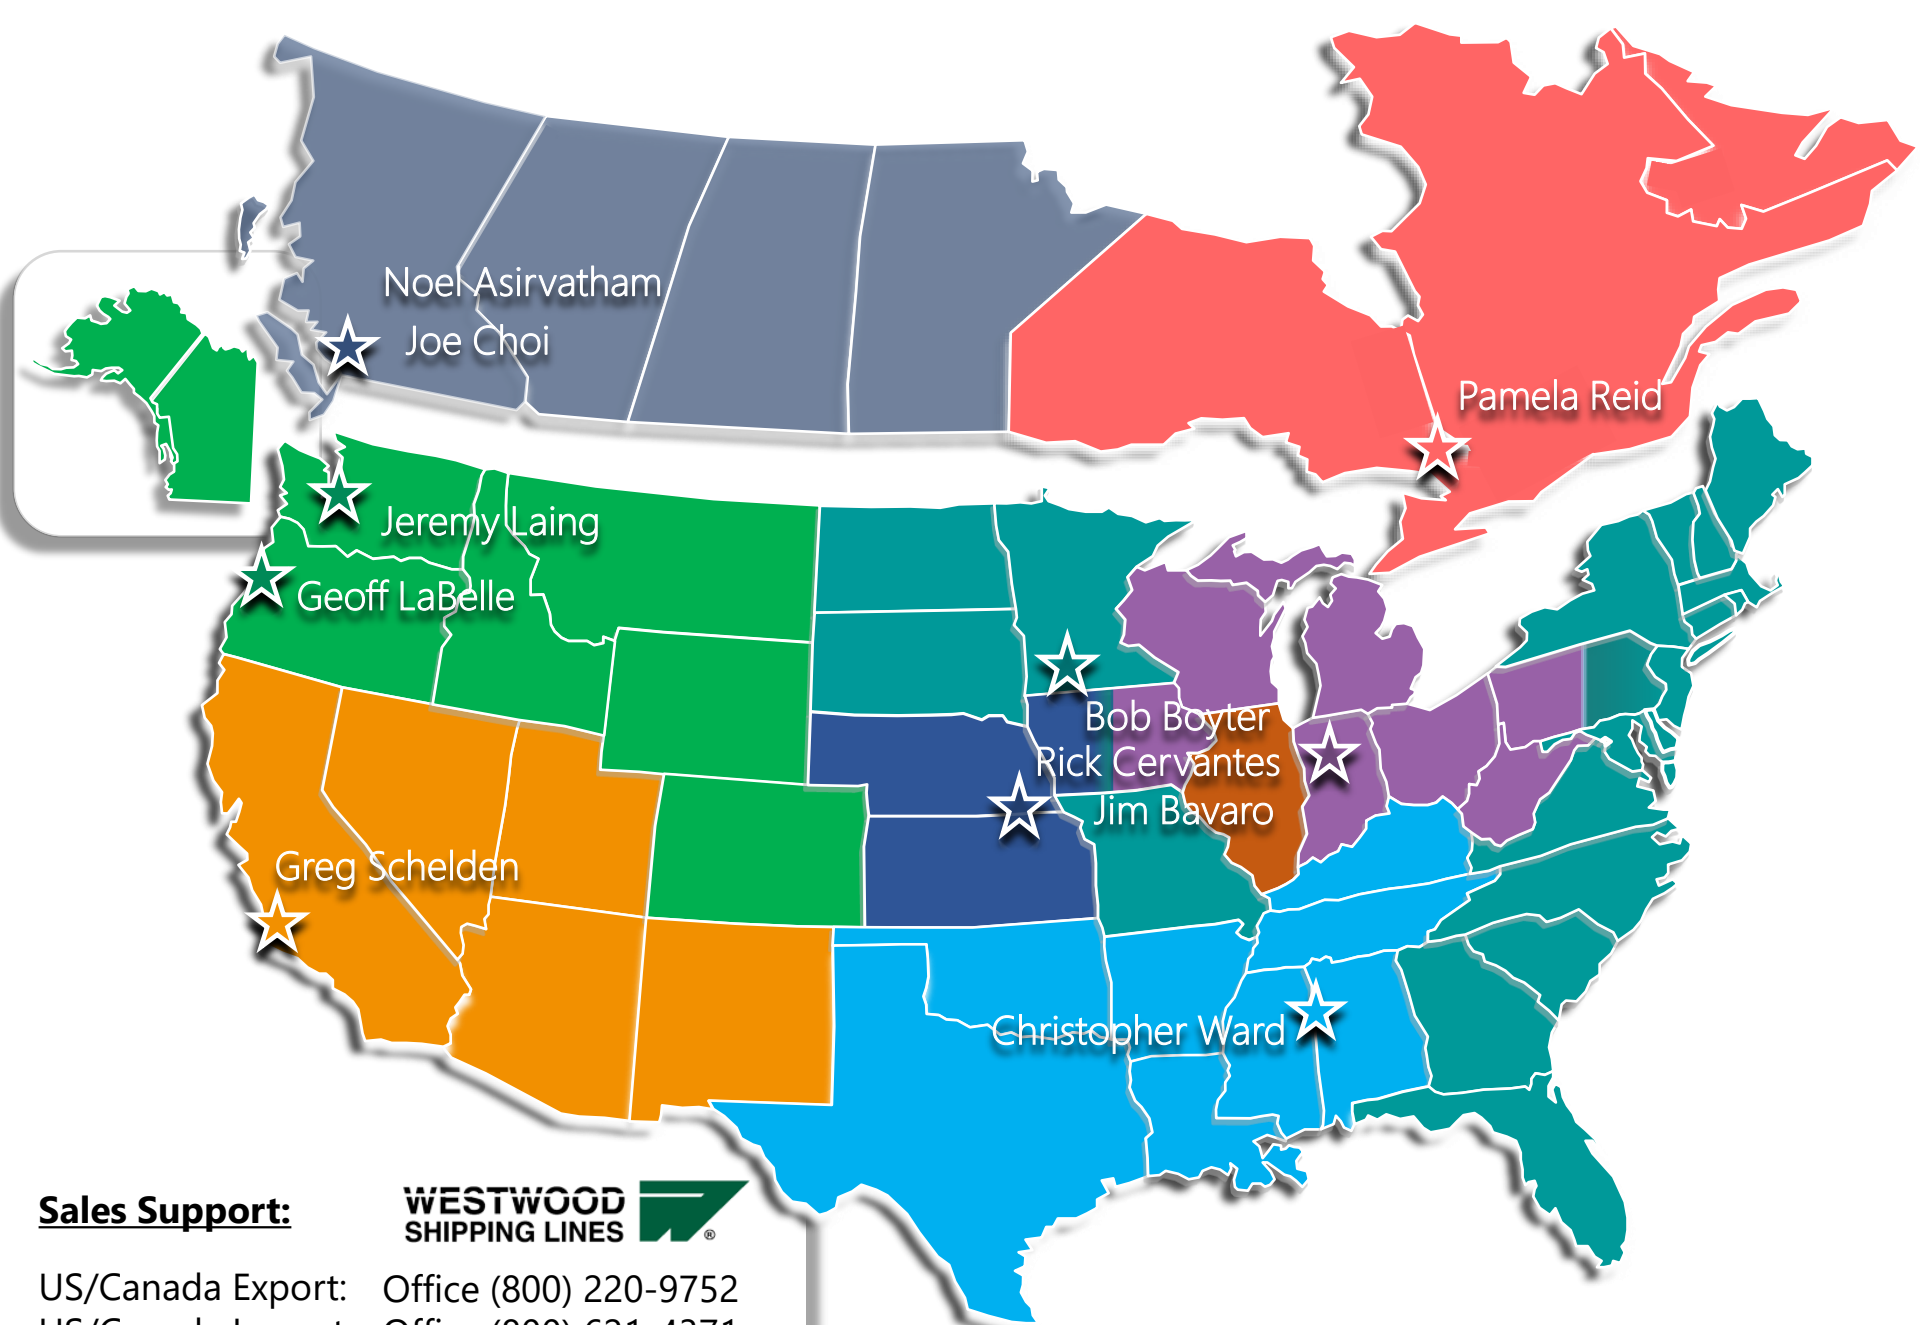 Noel Asirvatham
Joe Choi
Pamela Reid
Jeremy Laing
Geoff LaBelle
Bob Boyter
Rick Cervantes
Jim Bavaro
Greg Schelden
Christopher Ward
Sales Support:
WESTWOOD
SHIPPING LINES ®
US/Canada Export: Office (800) 220-9752